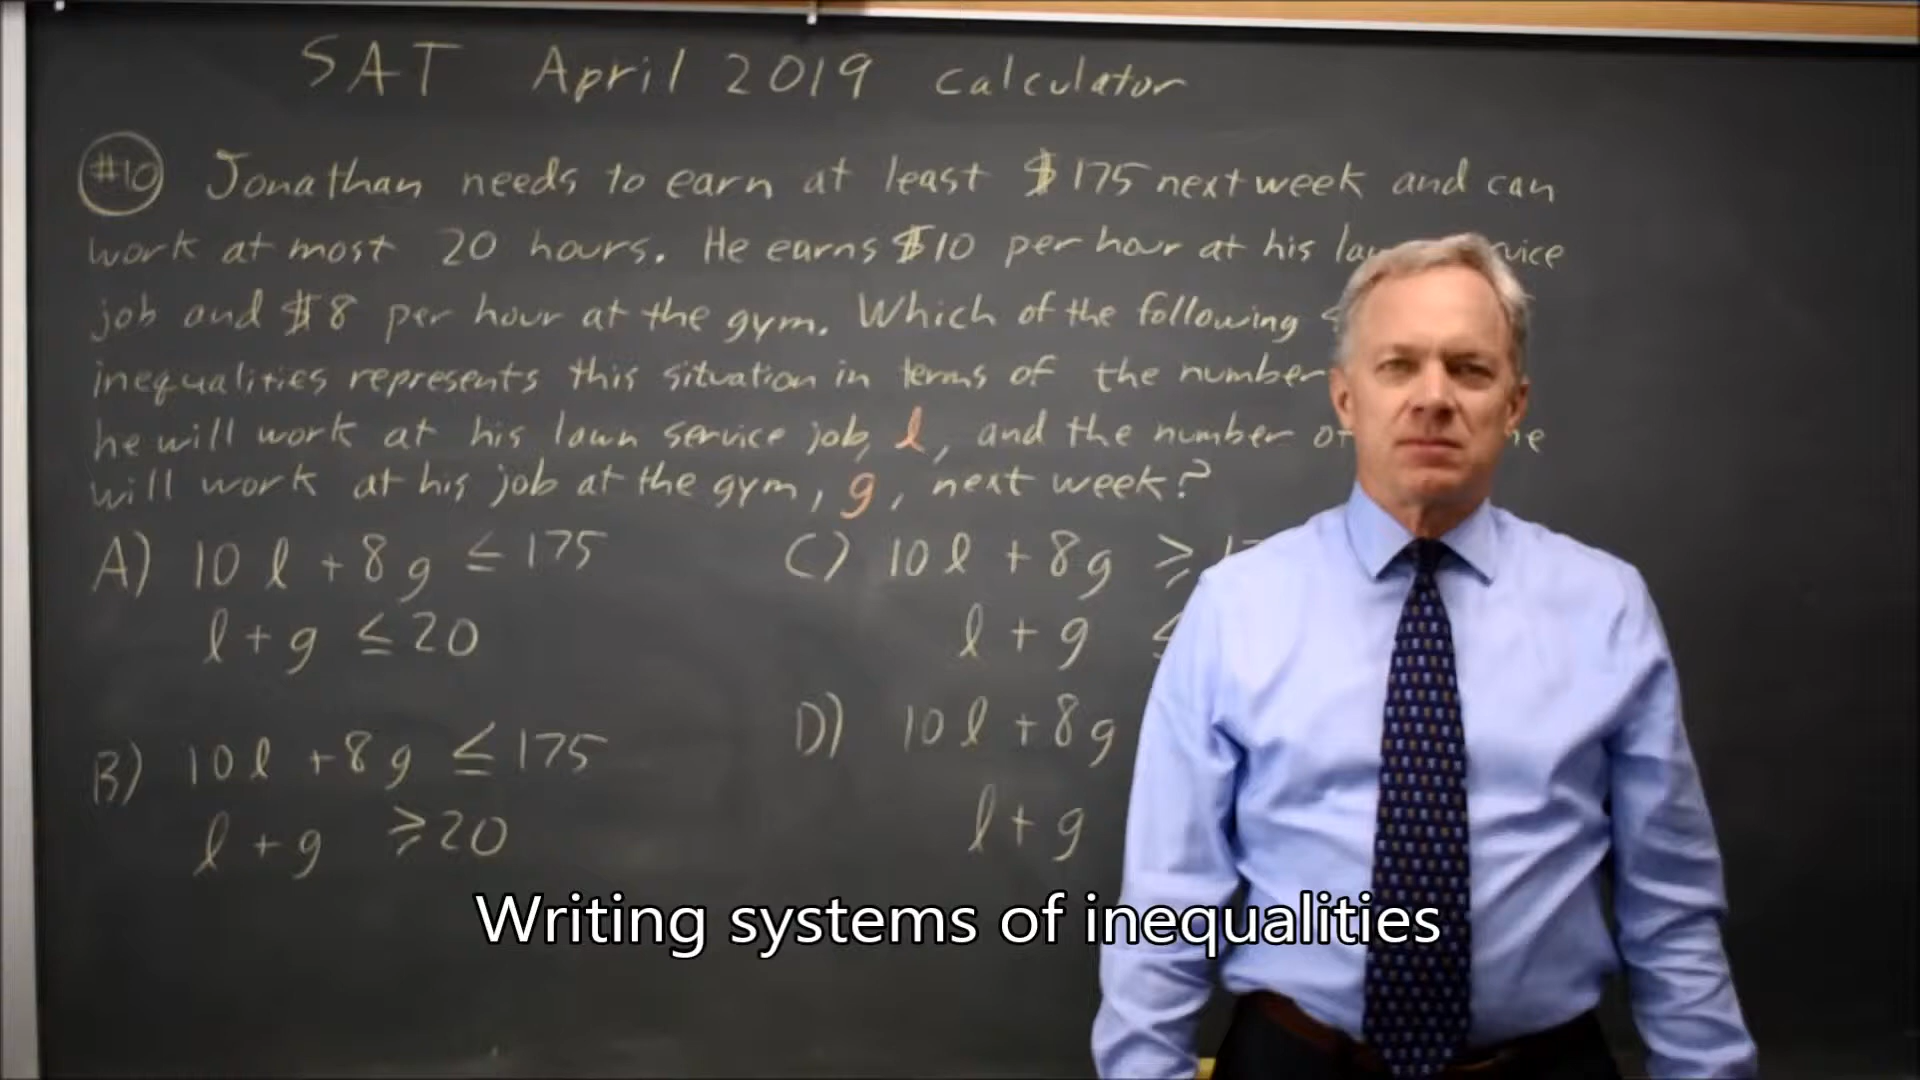 SAT April 2019 Calculator
#10 Jonathan needs to earn at least $175 next week and can
work at most 20 hours. He earns $10 per hour at his
job and $8 per hour at the gym. Which of the following
inequalities represents this situation in terms of the number
he will work at his lawn service job, l, and the number
will work at his job at the gym, g, next week?
A) 10l + 8g ≤ 175
l + g ≤ 20
B) 10l + 8g ≤ 175
l + g ≥ 20
C) 10l + 8g ≥
l + g ≤
D) 10l + 8g
l + g
Writing systems of inequalities